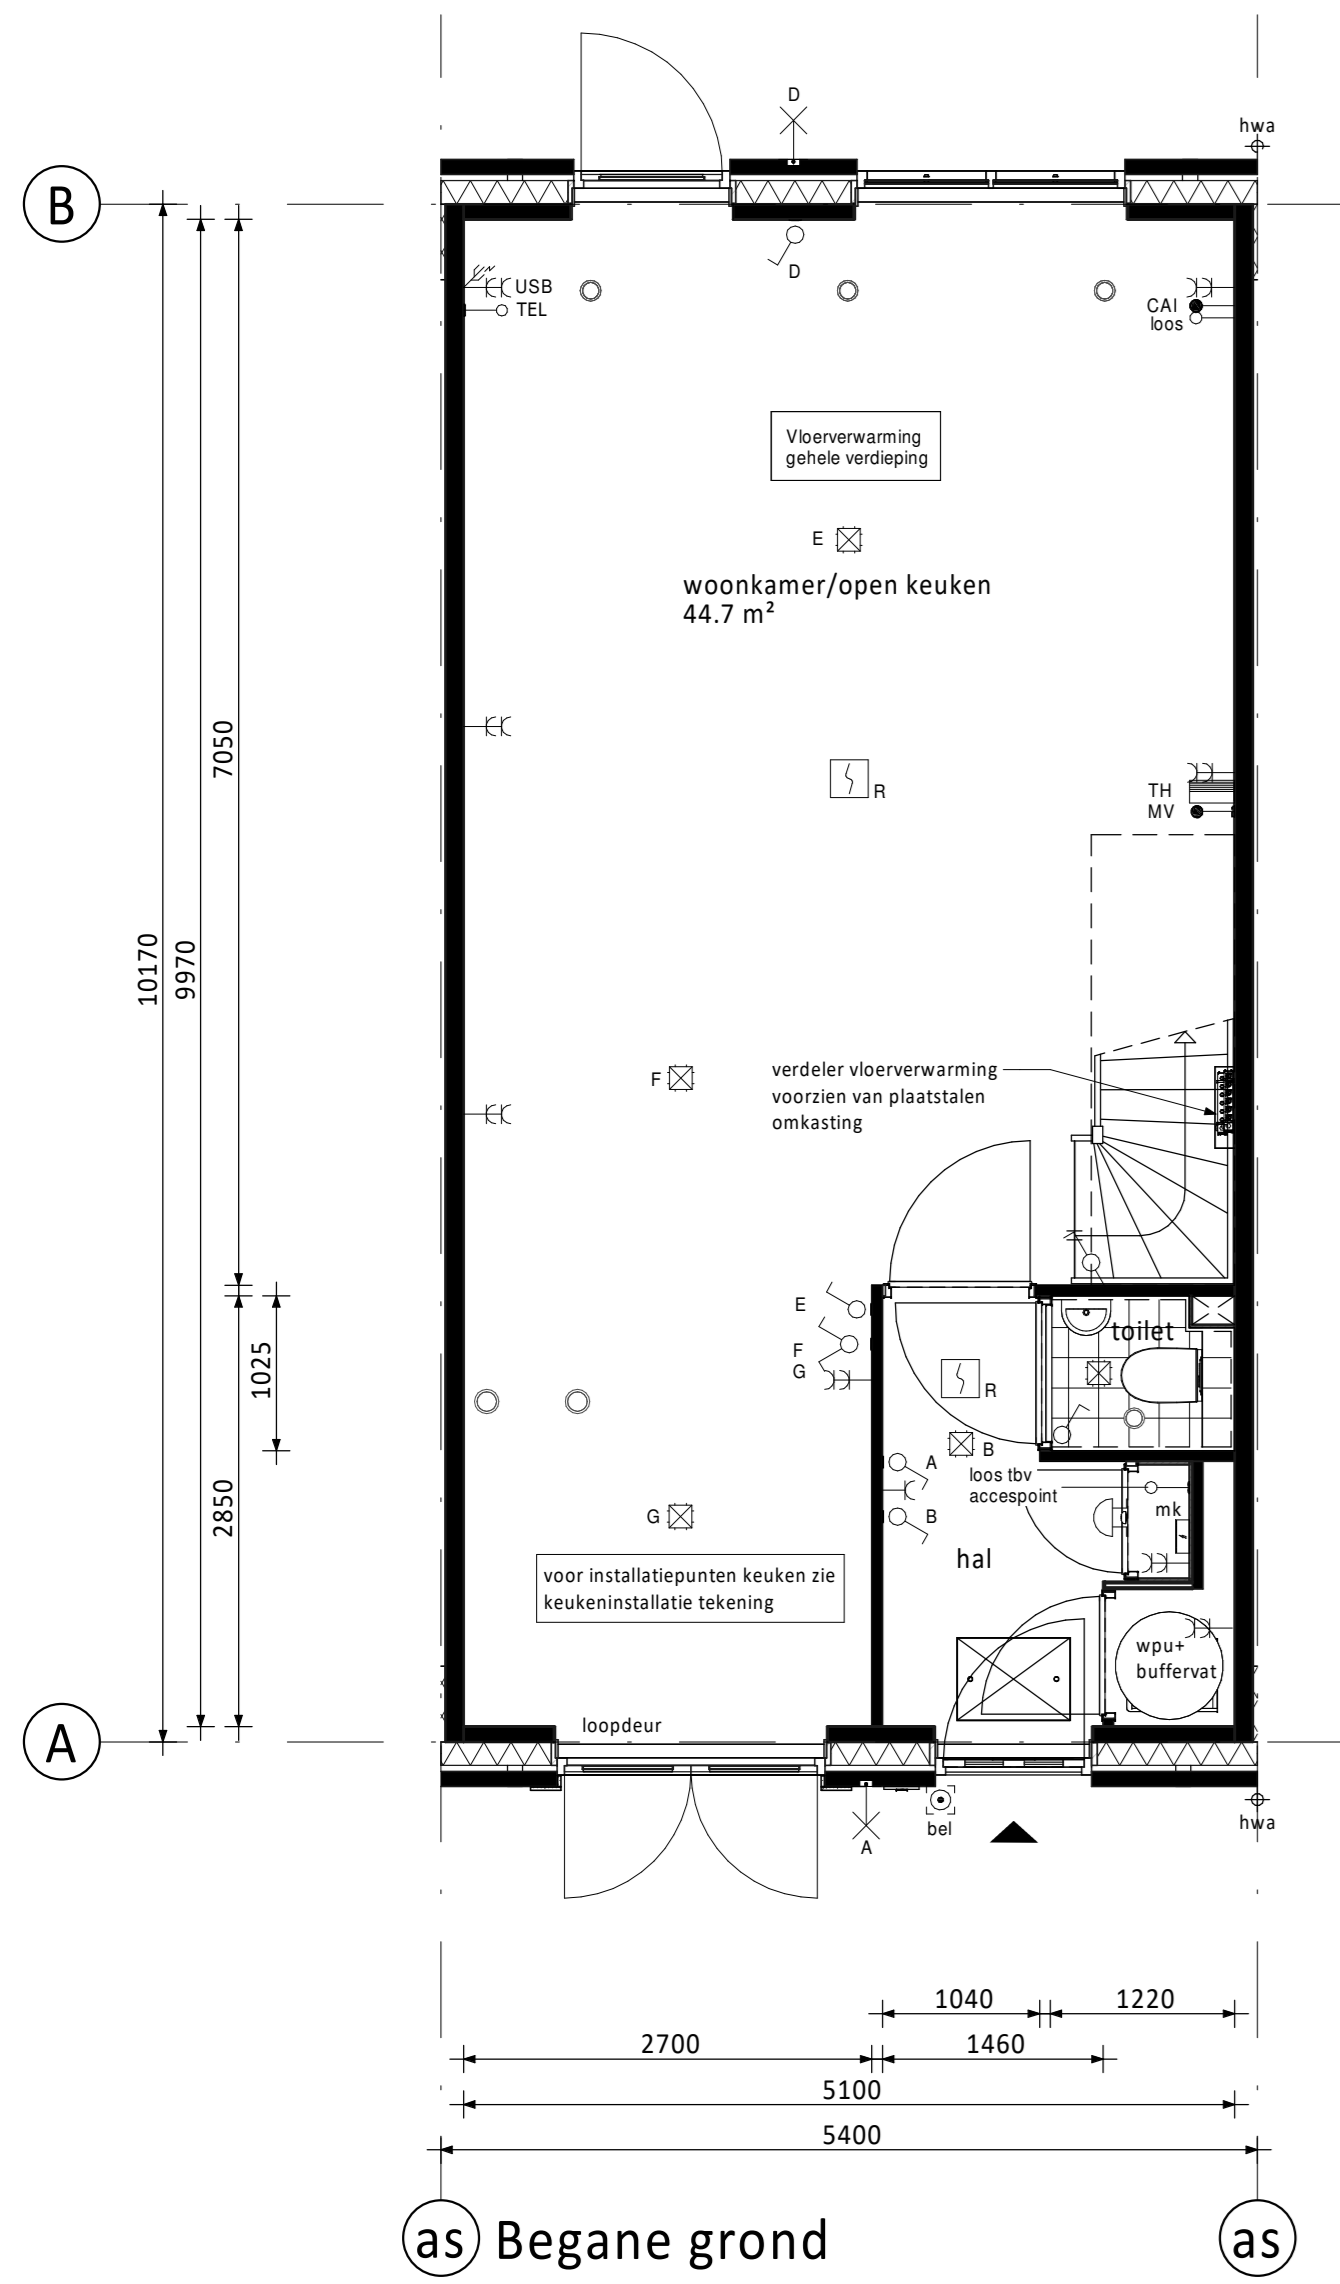 D
hwa
B
D
USB
TEL
CAI
loos
Vloerverwarming
gehele verdieping
E
woonkamer/open keuken
44.7 m²
7050
R
TH
MV
10170
9970
F
verdeler vloerverwarming
voorzien van plaatstalen
omkasting
E
F
G
1025
toilet
R
B
A
loos tbv
accespoint
mk
B
2850
G
hal
voor installatiepunten keuken zie
keukeninstallatie tekening
wpu+
buffervat
loopdeur
A
bel
A
hwa
1040
1220
2700
1460
5100
5400
as
Begane grond
as